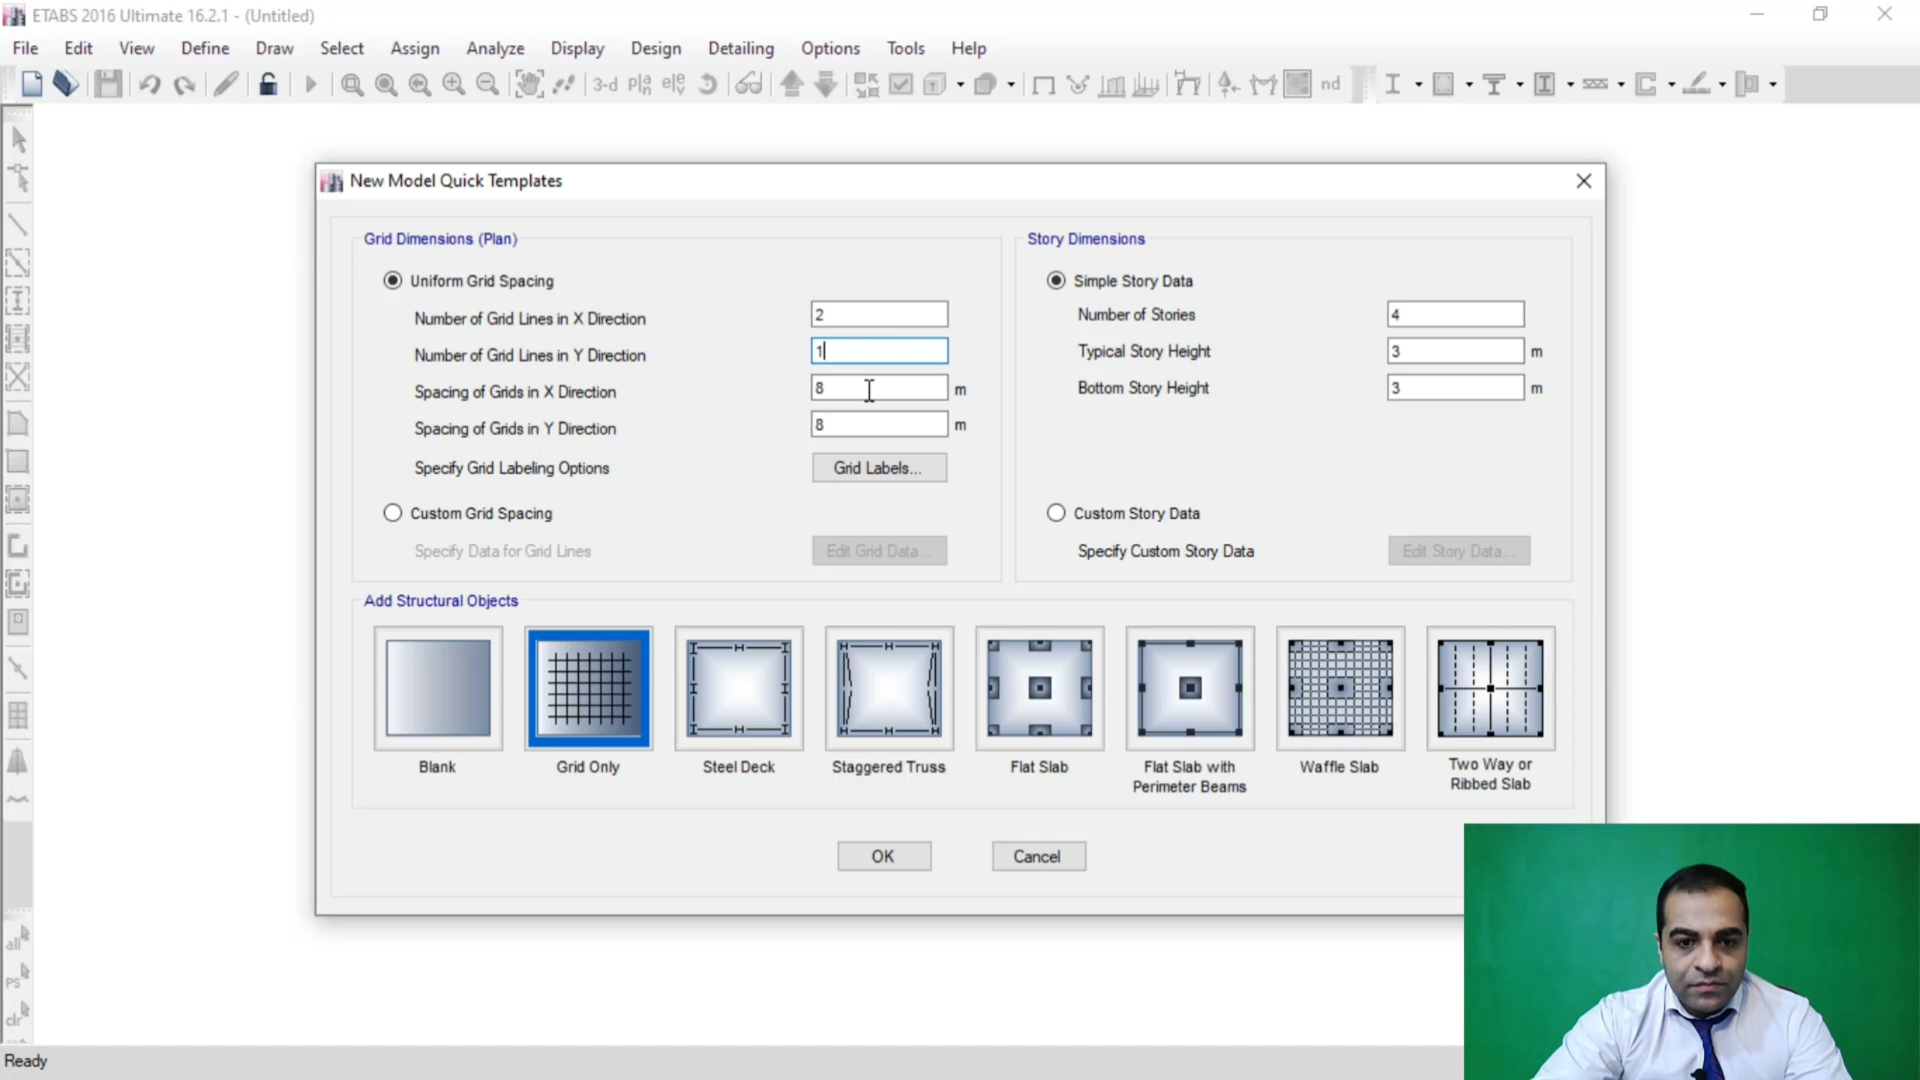 ETABS 2016 Ultimate 16.2.1 - (Untitled)
File Edit View Define Draw Select Assign Analyze Display Design Detailing Options Tools Help
3-d pla̲n ele̲v nd
New Model Quick Templates
Grid Dimensions (Plan)
Uniform Grid Spacing
Number of Grid Lines in X Direction 2
Number of Grid Lines in Y Direction 1
Spacing of Grids in X Direction 8 m
Spacing of Grids in Y Direction 8 m
Specify Grid Labeling Options Grid Labels...
Custom Grid Spacing
Specify Data for Grid Lines Edit Grid Data...
Story Dimensions
Simple Story Data
Number of Stories 4
Typical Story Height 3 m
Bottom Story Height 3 m
Custom Story Data
Specify Custom Story Data Edit Story Data...
Add Structural Objects
Blank
Grid Only
Steel Deck
Staggered Truss
Flat Slab
Flat Slab with
Perimeter Beams
Waffle Slab
Two Way or
Ribbed Slab
OK Cancel
all
ps
clr
Ready